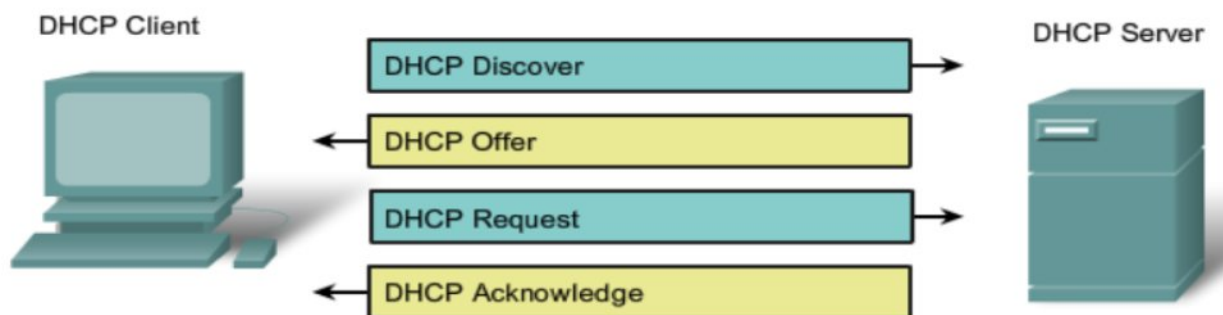 DHCP Client
DHCP Server
DHCP Discover
DHCP Offer
DHCP Request
DHCP Acknowledge